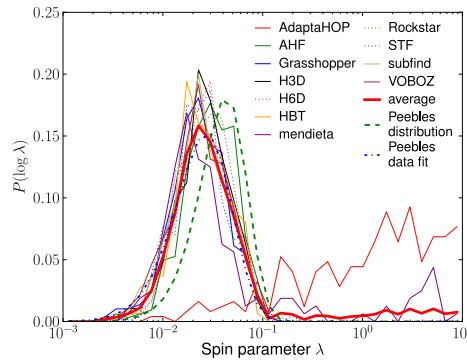 0.25
0.20
0.15
0.10
0.05
0.00
P(log λ)
AdaptaHOP
AHF
Grasshopper
H3D
H6D
HBT
mendieta
Rockstar
STF
subfind
VOBOZ
average
Peebles
distribution
Peebles
data fit
10⁻³
10⁻²
10⁻¹
10⁰
10
Spin parameter λ